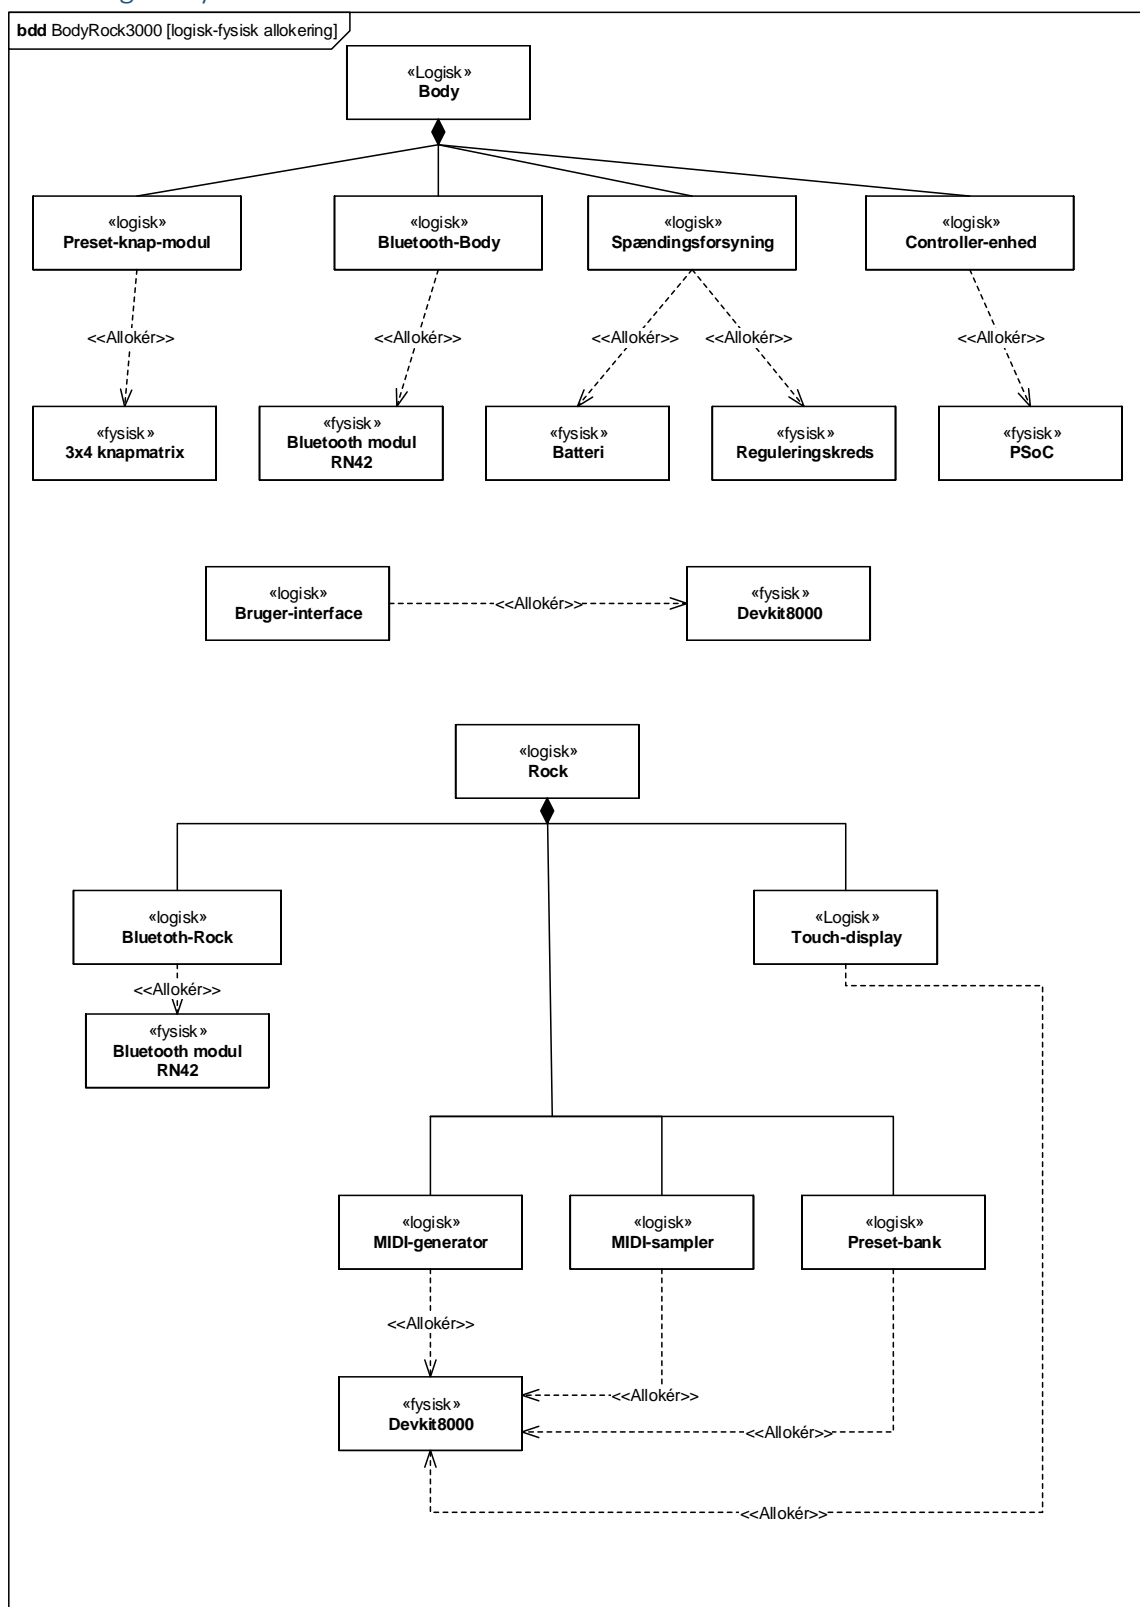 bdd BodyRock3000 [logisk-fysisk allokering]
«Logisk»
Body
«logisk»
Preset-knap-modul
«logisk»
Bluetooth-Body
«logisk»
Spændingsforsyning
«logisk»
Controller-enhed
<<Allokér>>
<<Allokér>>
<<Allokér>>
<<Allokér>>
<<Allokér>>
«fysisk»
3x4 knapmatrix
«fysisk»
Bluetooth modul
RN42
«fysisk»
Batteri
«fysisk»
Reguleringskreds
«fysisk»
PSoC
«logisk»
Bruger-interface
<<Allokér>>
«fysisk»
Devkit8000
«logisk»
Rock
«logisk»
Bluetoth-Rock
«Logisk»
Touch-display
<<Allokér>>
«fysisk»
Bluetooth modul
RN42
«logisk»
MIDI-generator
«logisk»
MIDI-sampler
«logisk»
Preset-bank
<<Allokér>>
«fysisk»
Devkit8000
<<Allokér>>
<<Allokér>>
<<Allokér>>